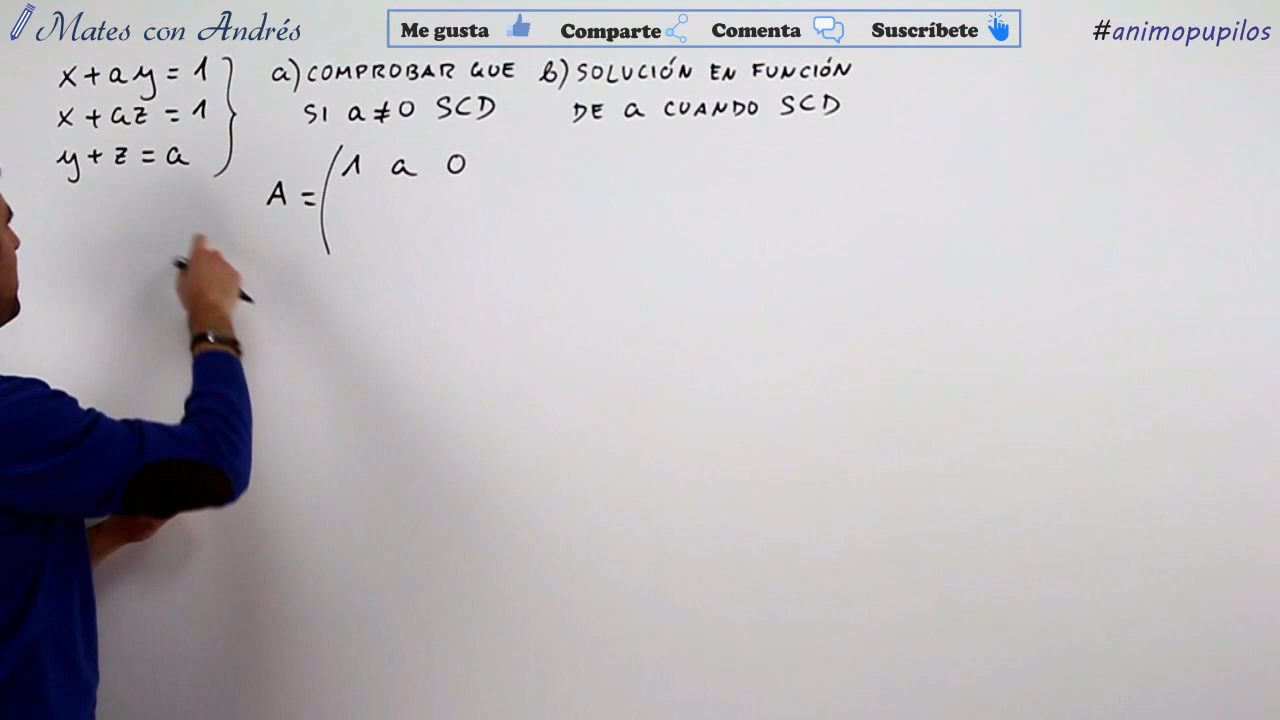 Mates con Andrés
Me gusta Comparte Comenta Suscríbete
#animopupilos
x + ay = 1
x + az = 1
y + z = a
a) COMPROBAR QUE
SI a ≠ 0 SCD
b) SOLUCIÓN EN FUNCIÓN
DE a CUANDO SCD
A = ( 1 a 0